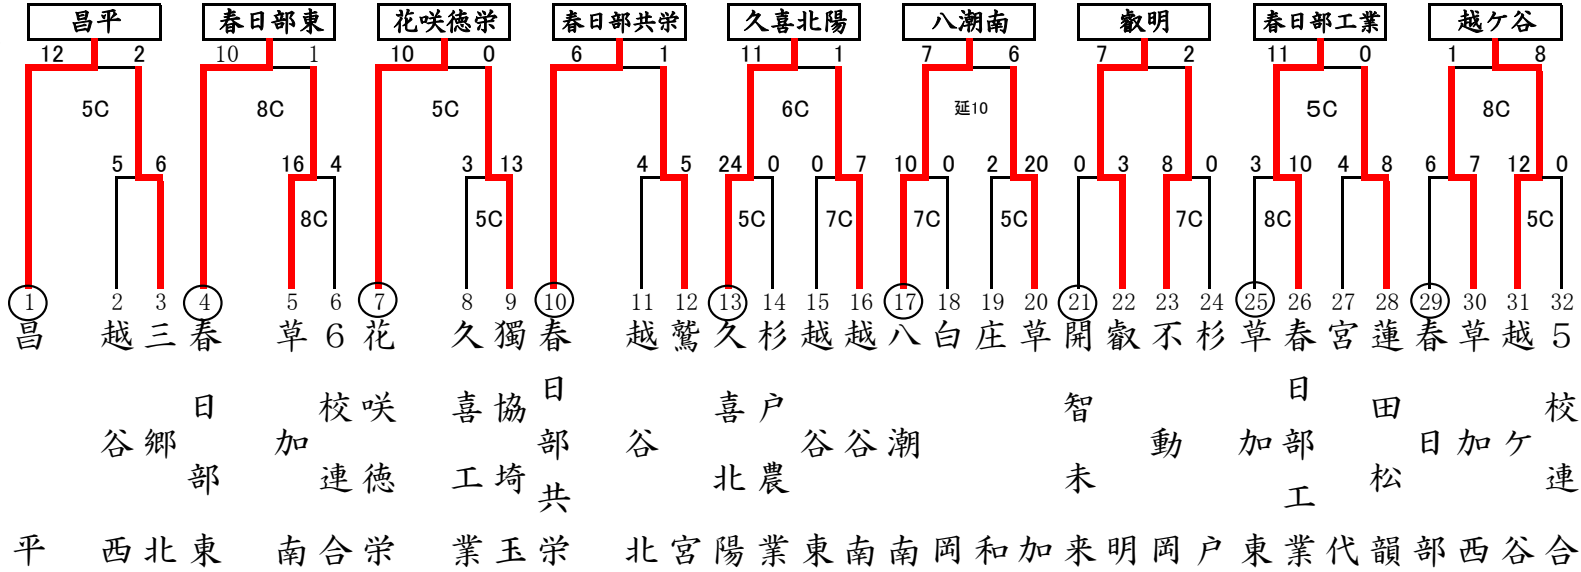 昌平 春日部東 花咲徳栄 春日部共栄 久喜北陽 八潮南 叡明 春日部工業 越ケ谷
12 2 10 1 10 0 6 1 11 1 7 6 7 2 11 0 1 8
5C 8C 5C 6C 延10 5C 8C
5 6 16 4 3 13 4 5 24 0 0 7 10 0 2 20 0 3 8 0 3 10 4 8 6 7 12 0
8C 5C 5C 7C 7C 5C 7C 8C 5C
1 2 3 4 5 6 7 8 9 10 11 12 13 14 15 16 17 18 19 20 21 22 23 24 25 26 27 28 29 30 31 32
昌平
越谷西
三郷北
春日部東
草加南
6校連合
花咲徳栄
久喜工業
獨協埼玉
春日部共栄
越谷北
鷲宮
久喜北陽
杉戸農業
越谷東
越谷南
八潮南
白岡
庄和
草加
開智未来
叡明
不動岡
杉戸
草加東
春日部工業
宮代
蓮田松韻
春日部
草加西
越ケ谷
5校連合